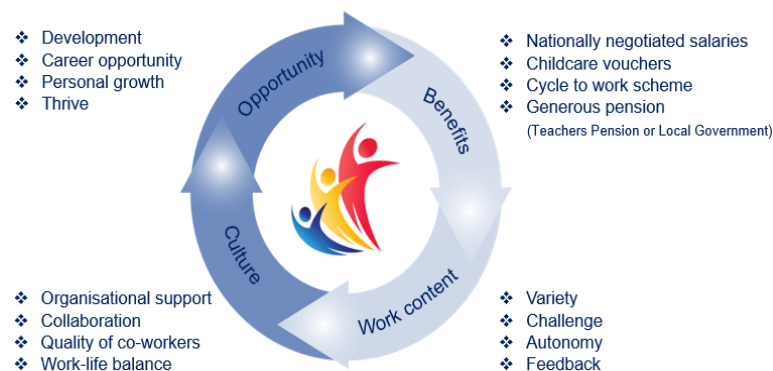 ❖ Development
❖ Career opportunity
❖ Personal growth
❖ Thrive
Opportunity
Benefits
❖ Nationally negotiated salaries
❖ Childcare vouchers
❖ Cycle to work scheme
❖ Generous pension
(Teachers Pension or Local Government)
Culture
Work content
❖ Organisational support
❖ Collaboration
❖ Quality of co-workers
❖ Work-life balance
❖ Variety
❖ Challenge
❖ Autonomy
❖ Feedback